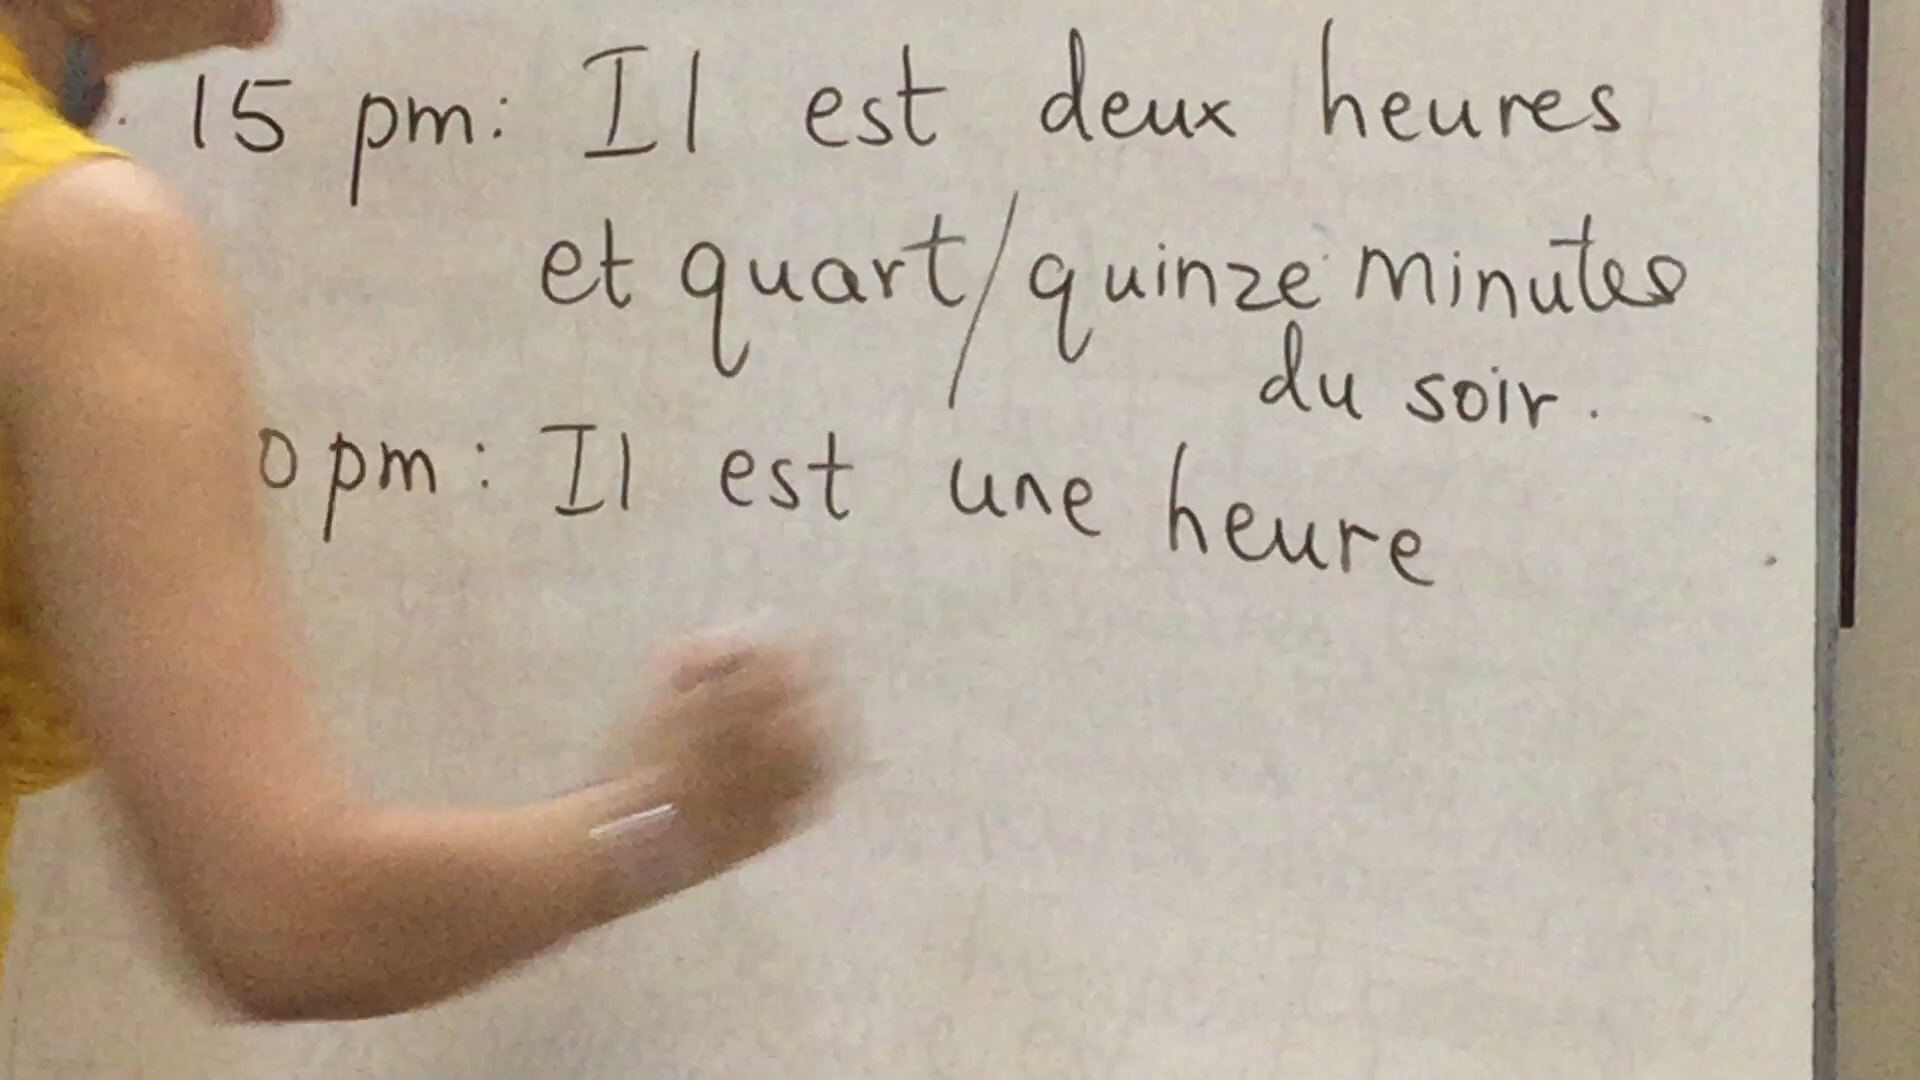 15 pm: Il est deux heures
et quart/quinze minutes
du soir.
0 pm: Il est une heure